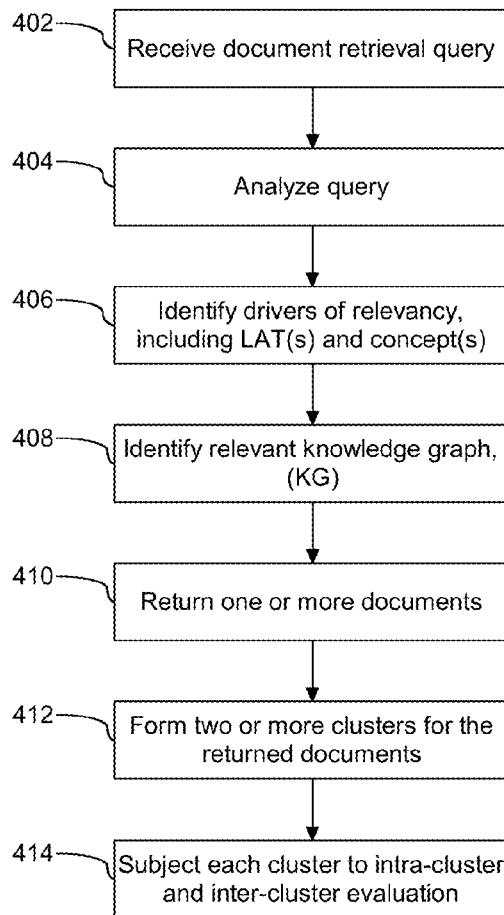 402
Receive document retrieval query
404
Analyze query
406
Identify drivers of relevancy,
including LAT(s) and concept(s)
408
Identify relevant knowledge graph,
(KG)
410
Return one or more documents
412
Form two or more clusters for the
returned documents
414
Subject each cluster to intra-cluster
and inter-cluster evaluation